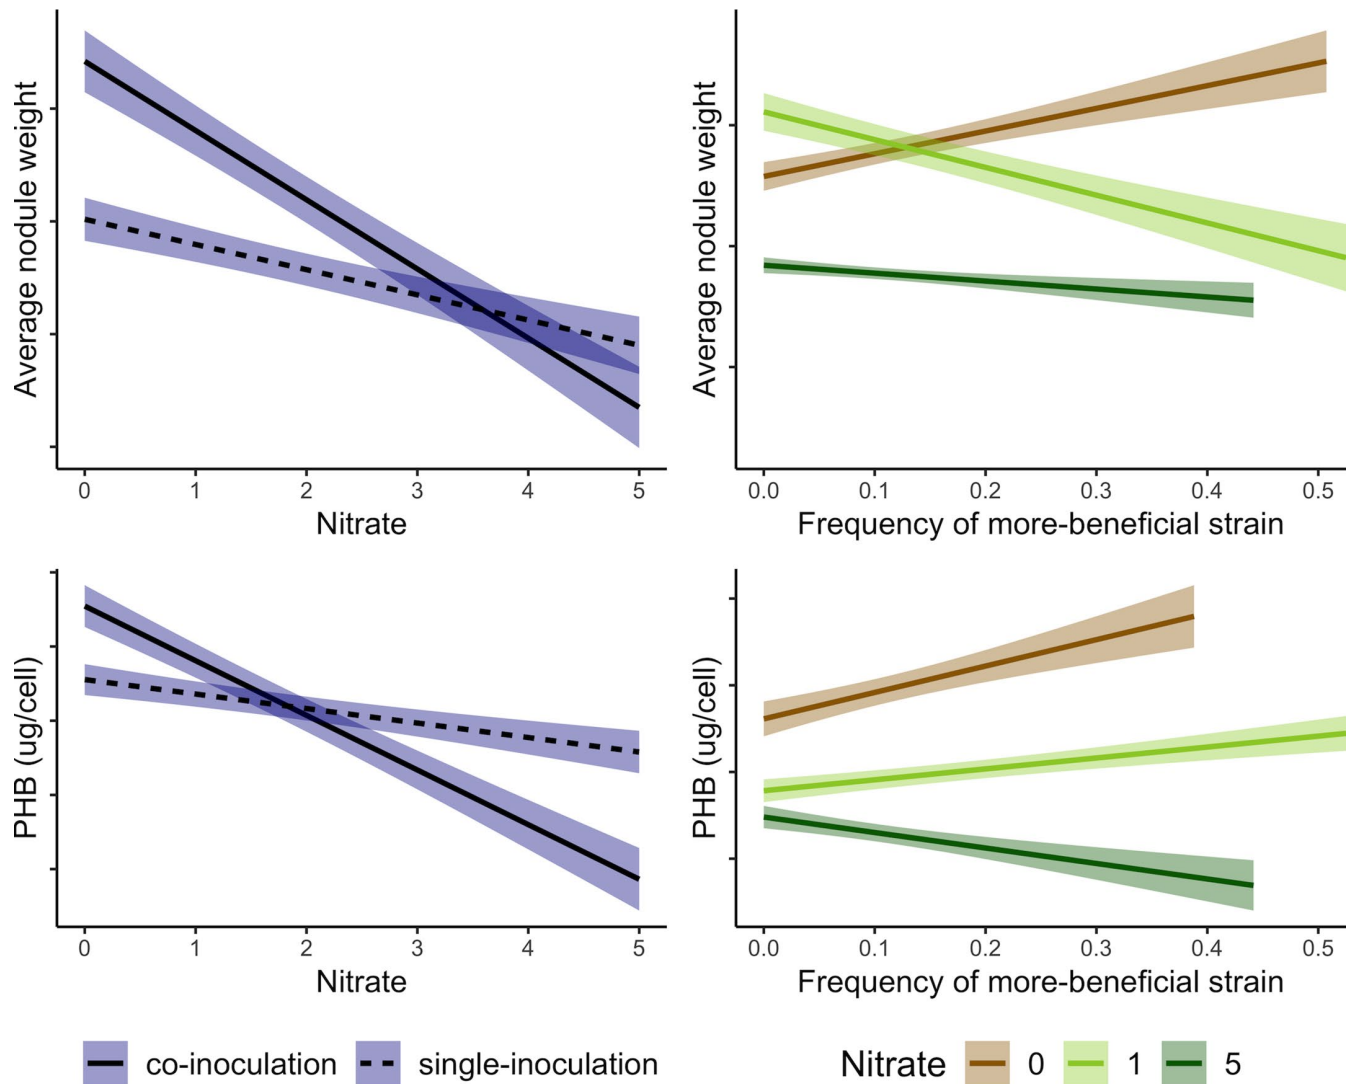 Average nodule weight
0 1 2 3 4 5
Nitrate
Average nodule weight
0.0 0.1 0.2 0.3 0.4 0.5
Frequency of more-beneficial strain
PHB (ug/cell)
0 1 2 3 4 5
Nitrate
PHB (ug/cell)
0.0 0.1 0.2 0.3 0.4 0.5
Frequency of more-beneficial strain
co-inoculation single-inoculation
Nitrate 0 1 5